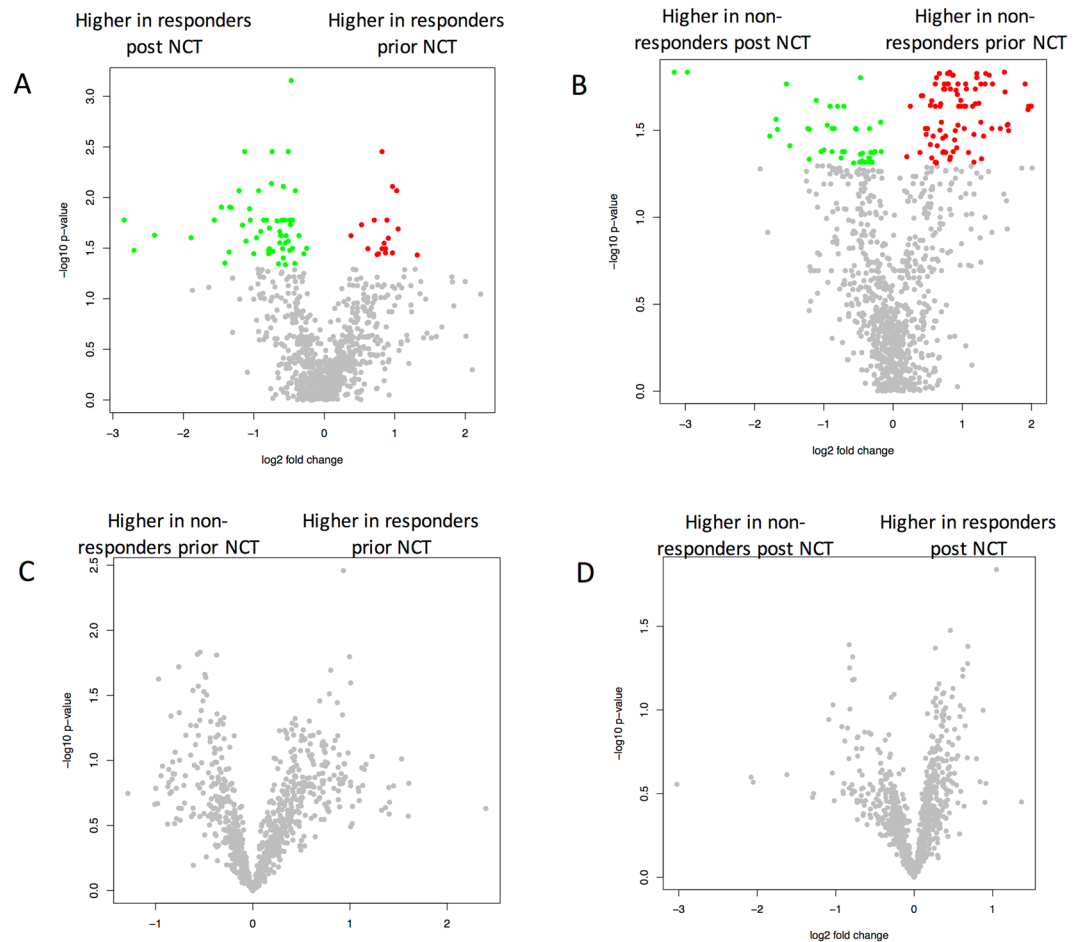 Higher in responders
post NCT
Higher in responders
prior NCT
A
3.0
2.5
2.0
1.5
1.0
0.5
0.0
−log10 p−value
−3
−2
−1
0
1
2
log2 fold change
Higher in non-
responders post NCT
Higher in non-
responders prior NCT
B
1.5
1.0
0.5
0.0
−log10 p−value
−3
−2
−1
0
1
2
log2 fold change
Higher in non-
responders prior NCT
Higher in responders
prior NCT
C
2.5
2.0
1.5
1.0
0.5
0.0
−log10 p−value
−1
0
1
2
Higher in non-
responders post NCT
Higher in responders
post NCT
D
1.5
1.0
0.5
0.0
−log10 p−value
−3
−2
−1
0
1
log2 fold change